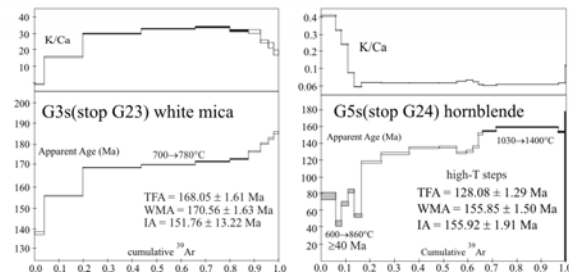 40
30
20
10
0
K/Ca
200
190
180
170
160
150
140
130
G3s(stop G23) white mica
Apparent Age (Ma)
700→780°C
TFA = 168.05 ± 1.61 Ma
WMA = 170.56 ± 1.63 Ma
IA = 151.76 ± 13.22 Ma
0.0 0.1 0.2 0.3 0.4 0.5 0.6 0.7 0.8 0.9 1.0
cumulative ³⁹Ar
0.4
0.3
0.2
0.1
0.06
K/Ca
160
140
120
100
80
60
40
20
G5s(stop G24) hornblende
Apparent Age (Ma)
1030→1400°C
high-T steps
TFA = 128.08 ± 1.29 Ma
WMA = 155.85 ± 1.50 Ma
IA = 155.92 ± 1.91 Ma
600→860°C
≥40 Ma
0.0 0.1 0.2 0.3 0.4 0.5 0.6 0.7 0.8 0.9 1.0
Cumulative ³⁹Ar